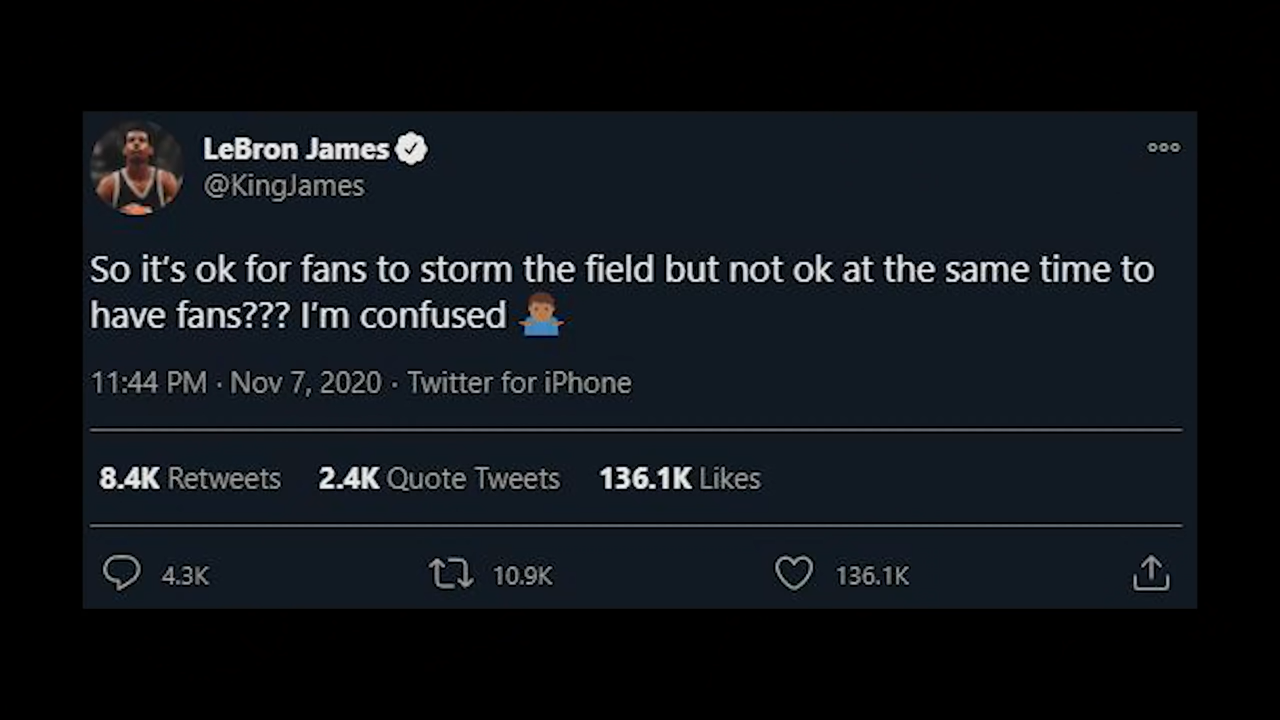 LeBron James
@KingJames
So it's ok for fans to storm the field but not ok at the same time to
have fans??? I'm confused 🤷🏽‍♂️
11:44 PM · Nov 7, 2020 · Twitter for iPhone
8.4K Retweets 2.4K Quote Tweets 136.1K Likes
4.3K 10.9K 136.1K